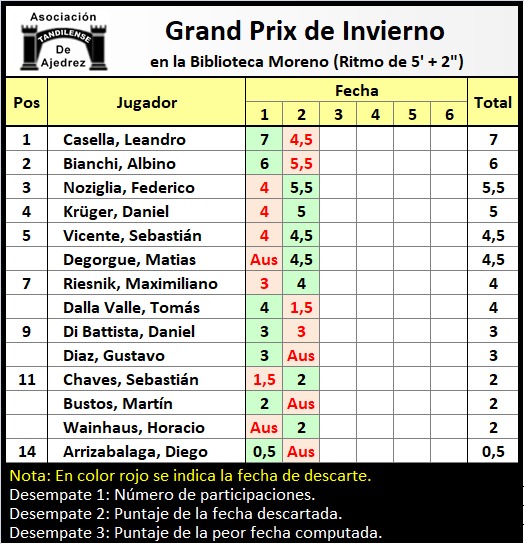 Asociación
TANDILENSE
De
Ajedrez
Grand Prix de Invierno
en la Biblioteca Moreno (Ritmo de 5' + 2")
Pos Jugador Fecha Total
1 2 3 4 5 6
1 Casella, Leandro 7 4,5 7
2 Bianchi, Albino 6 5,5 6
3 Noziglia, Federico 4 5,5 5,5
4 Krüger, Daniel 4 5 5
5 Vicente, Sebastián 4 4,5 4,5
Degorgue, Matias Aus 4,5 4,5
7 Riesnik, Maximiliano 3 4 4
Dalla Valle, Tomás 4 1,5 4
9 Di Battista, Daniel 3 3 3
Diaz, Gustavo 3 Aus 3
11 Chaves, Sebastián 1,5 2 2
Bustos, Martín 2 Aus 2
Wainhaus, Horacio Aus 2 2
14 Arrizabalaga, Diego 0,5 Aus 0,5
Nota: En color rojo se indica la fecha de descarte.
Desempate 1: Número de participaciones.
Desempate 2: Puntaje de la fecha descartada.
Desempate 3: Puntaje de la peor fecha computada.